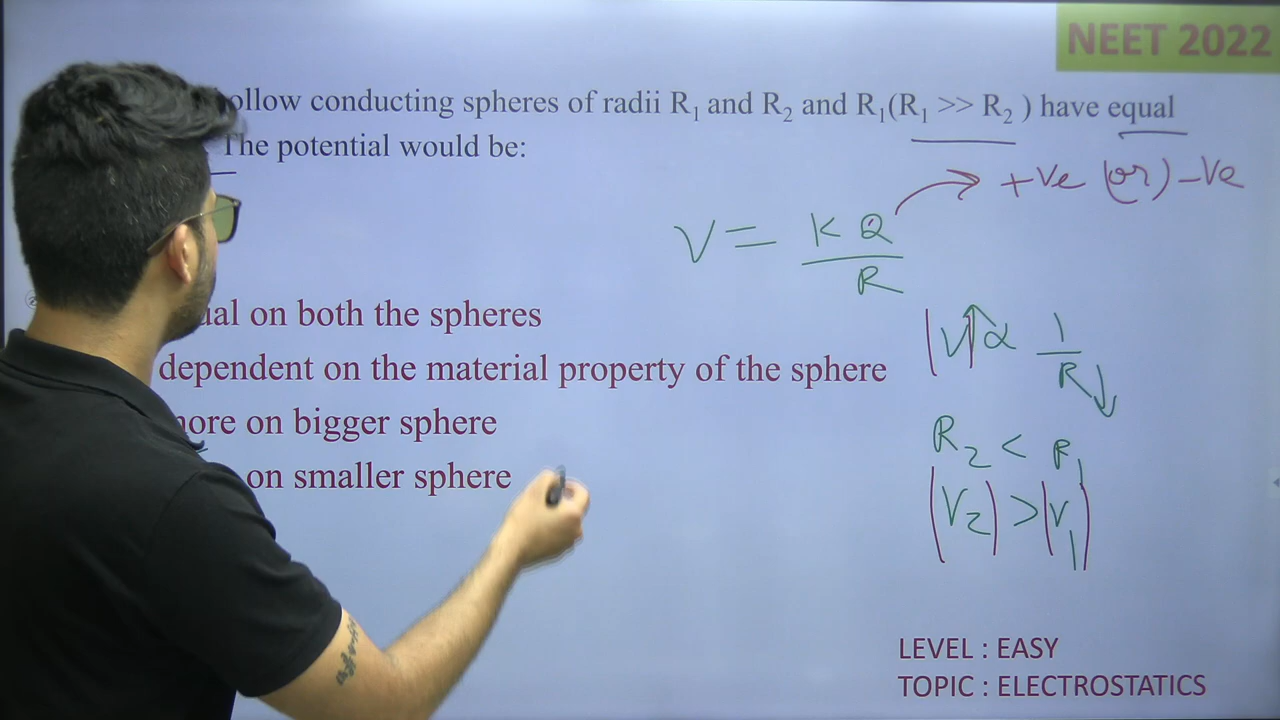 NEET 2022
ollow conducting spheres of radii R₁ and R₂ and R₁(R₁ >> R₂ ) have equal
The potential would be:
+ve (or) -ve
V = KQ/R
ual on both the spheres
|V| ∝ 1/R
dependent on the material property of the sphere
more on bigger sphere
R₂ < R₁
on smaller sphere
|V₂| > |V₁|
LEVEL : EASY
TOPIC : ELECTROSTATICS